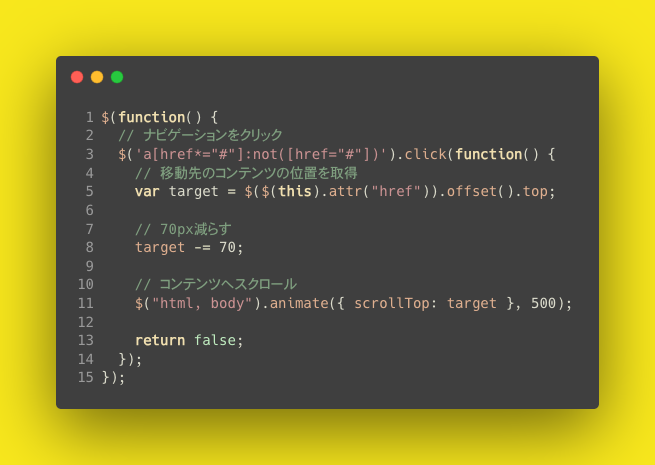 1 $(function() {
2   // ナビゲーションをクリック
3   $('a[href*="#"]:not([href="#"])').click(function() {
4     // 移動先のコンテンツの位置を取得
5     var target = $($(this).attr("href")).offset().top;
6
7     // 70px減らす
8     target -= 70;
9
10     // コンテンツへスクロール
11     $("html, body").animate({ scrollTop: target }, 500);
12
13     return false;
14   });
15 });